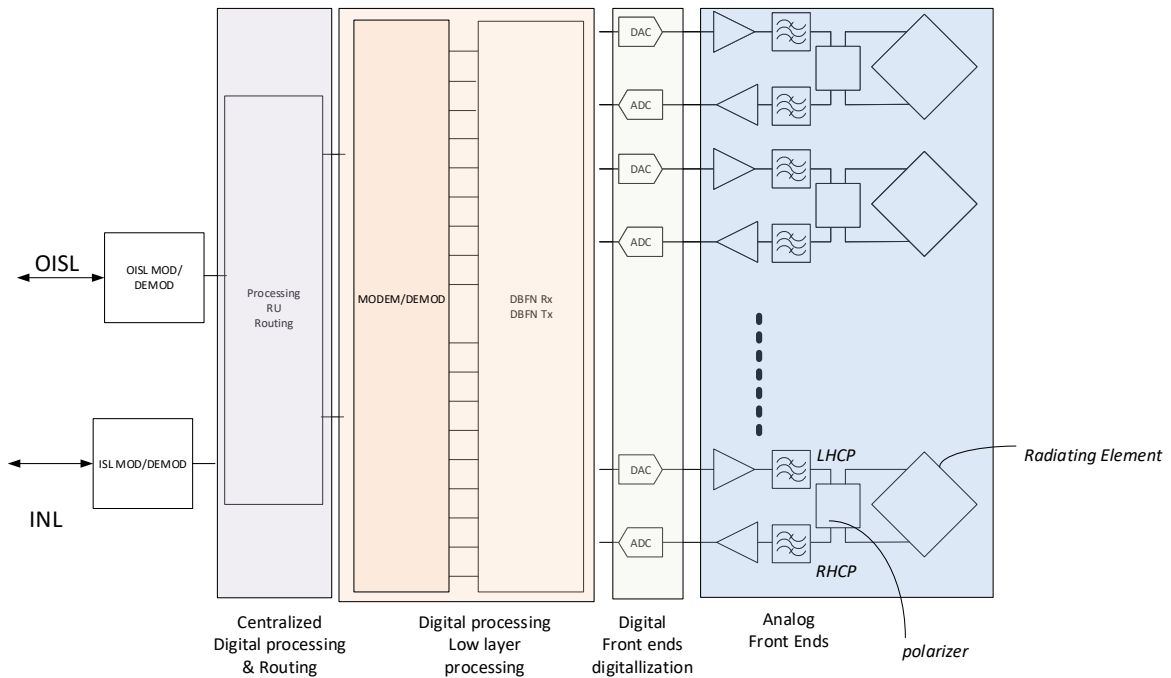 DAC
ADC
DAC
ADC
OISL
OISL MOD/
DEMOD
Processing
RU
Routing
MODEM/DEMOD
DBFN Rx
DBFN Tx
ISL MOD/DEMOD
INL
DAC
LHCP
Radiating Element
ADC
RHCP
Centralized
Digital processing
& Routing
Digital processing
Low layer
processing
Digital
Front ends
digitallization
Analog
Front Ends
polarizer